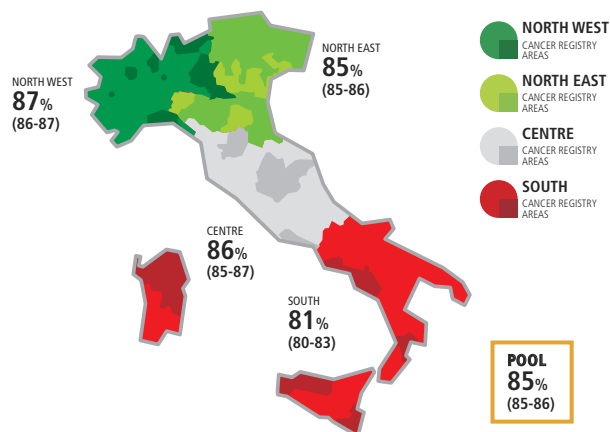 NORTH WEST
87%
(86-87)
NORTH EAST
85%
(85-86)
CENTRE
86%
(85-87)
SOUTH
81%
(80-83)
NORTH WEST
CANCER REGISTRY
AREAS
NORTH EAST
CANCER REGISTRY
AREAS
CENTRE
CANCER REGISTRY
AREAS
SOUTH
CANCER REGISTRY
AREAS
POOL
85%
(85-86)